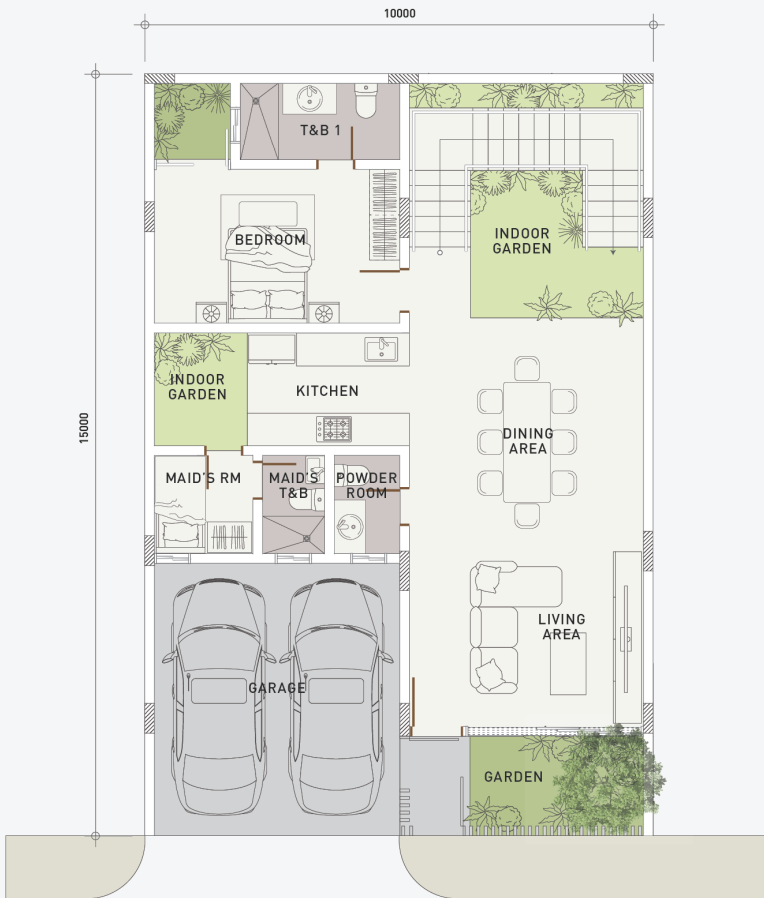 10000
T&B 1
BEDROOM
INDOOR
GARDEN
15000
INDOOR
GARDEN
KITCHEN
DINING
AREA
MAID'S RM
MAID'S
T&B
POWDER
ROOM
LIVING
AREA
GARAGE
GARDEN